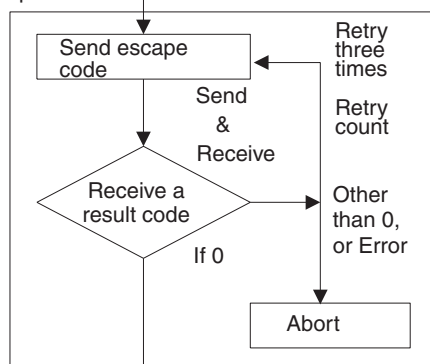 Send escape
code
Retry
three
times
Send
&
Receive
Retry
count
Receive a
result code
Other
than 0,
or Error
If 0
Abort